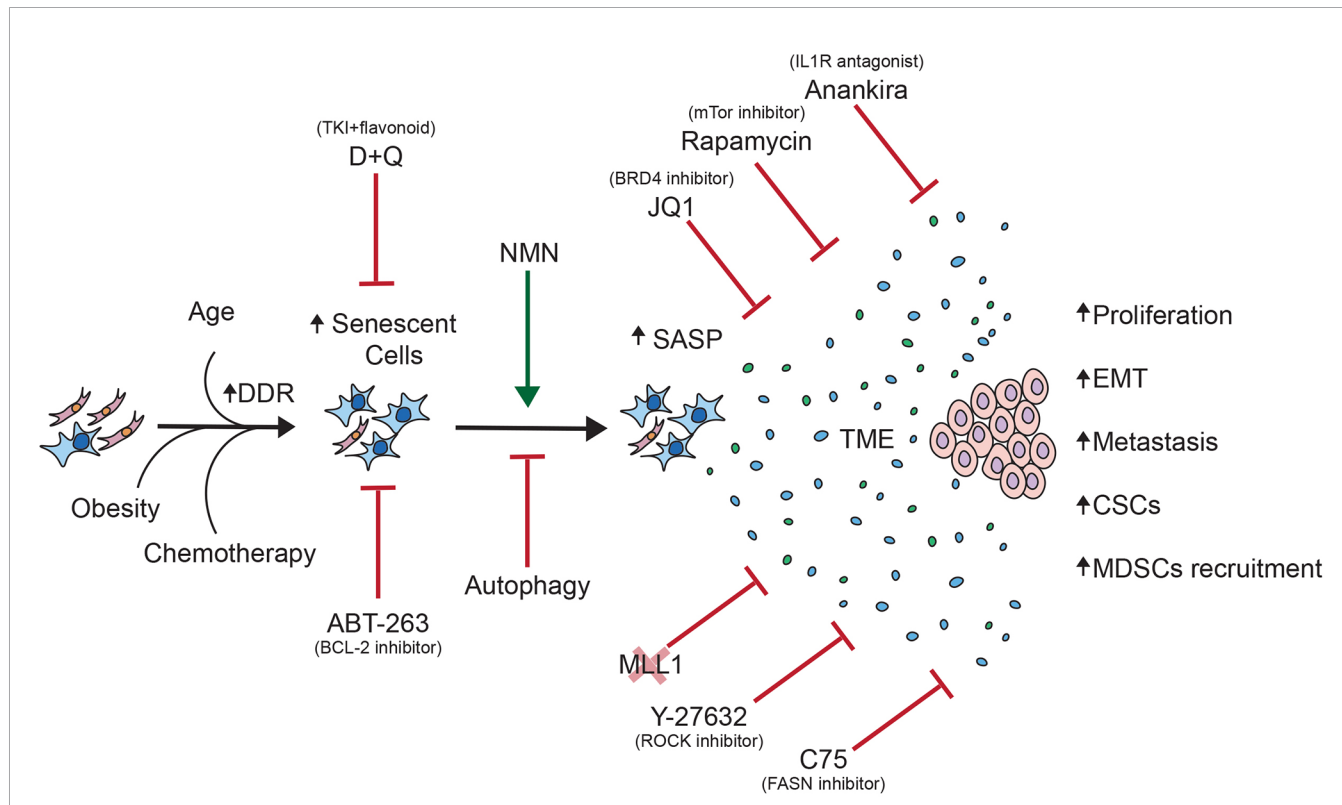 (IL1R antagonist)
Anankira
(mTor inhibitor)
Rapamycin
(BRD4 inhibitor)
JQ1
(TKI+flavonoid)
D+Q
NMN
Age
DDR
Senescent
Cells
SASP
TME
Obesity
Chemotherapy
ABT-263
(BCL-2 inhibitor)
Autophagy
MLL1
Y-27632
(ROCK inhibitor)
C75
(FASN inhibitor)
Proliferation
EMT
Metastasis
CSCs
MDSCs recruitment